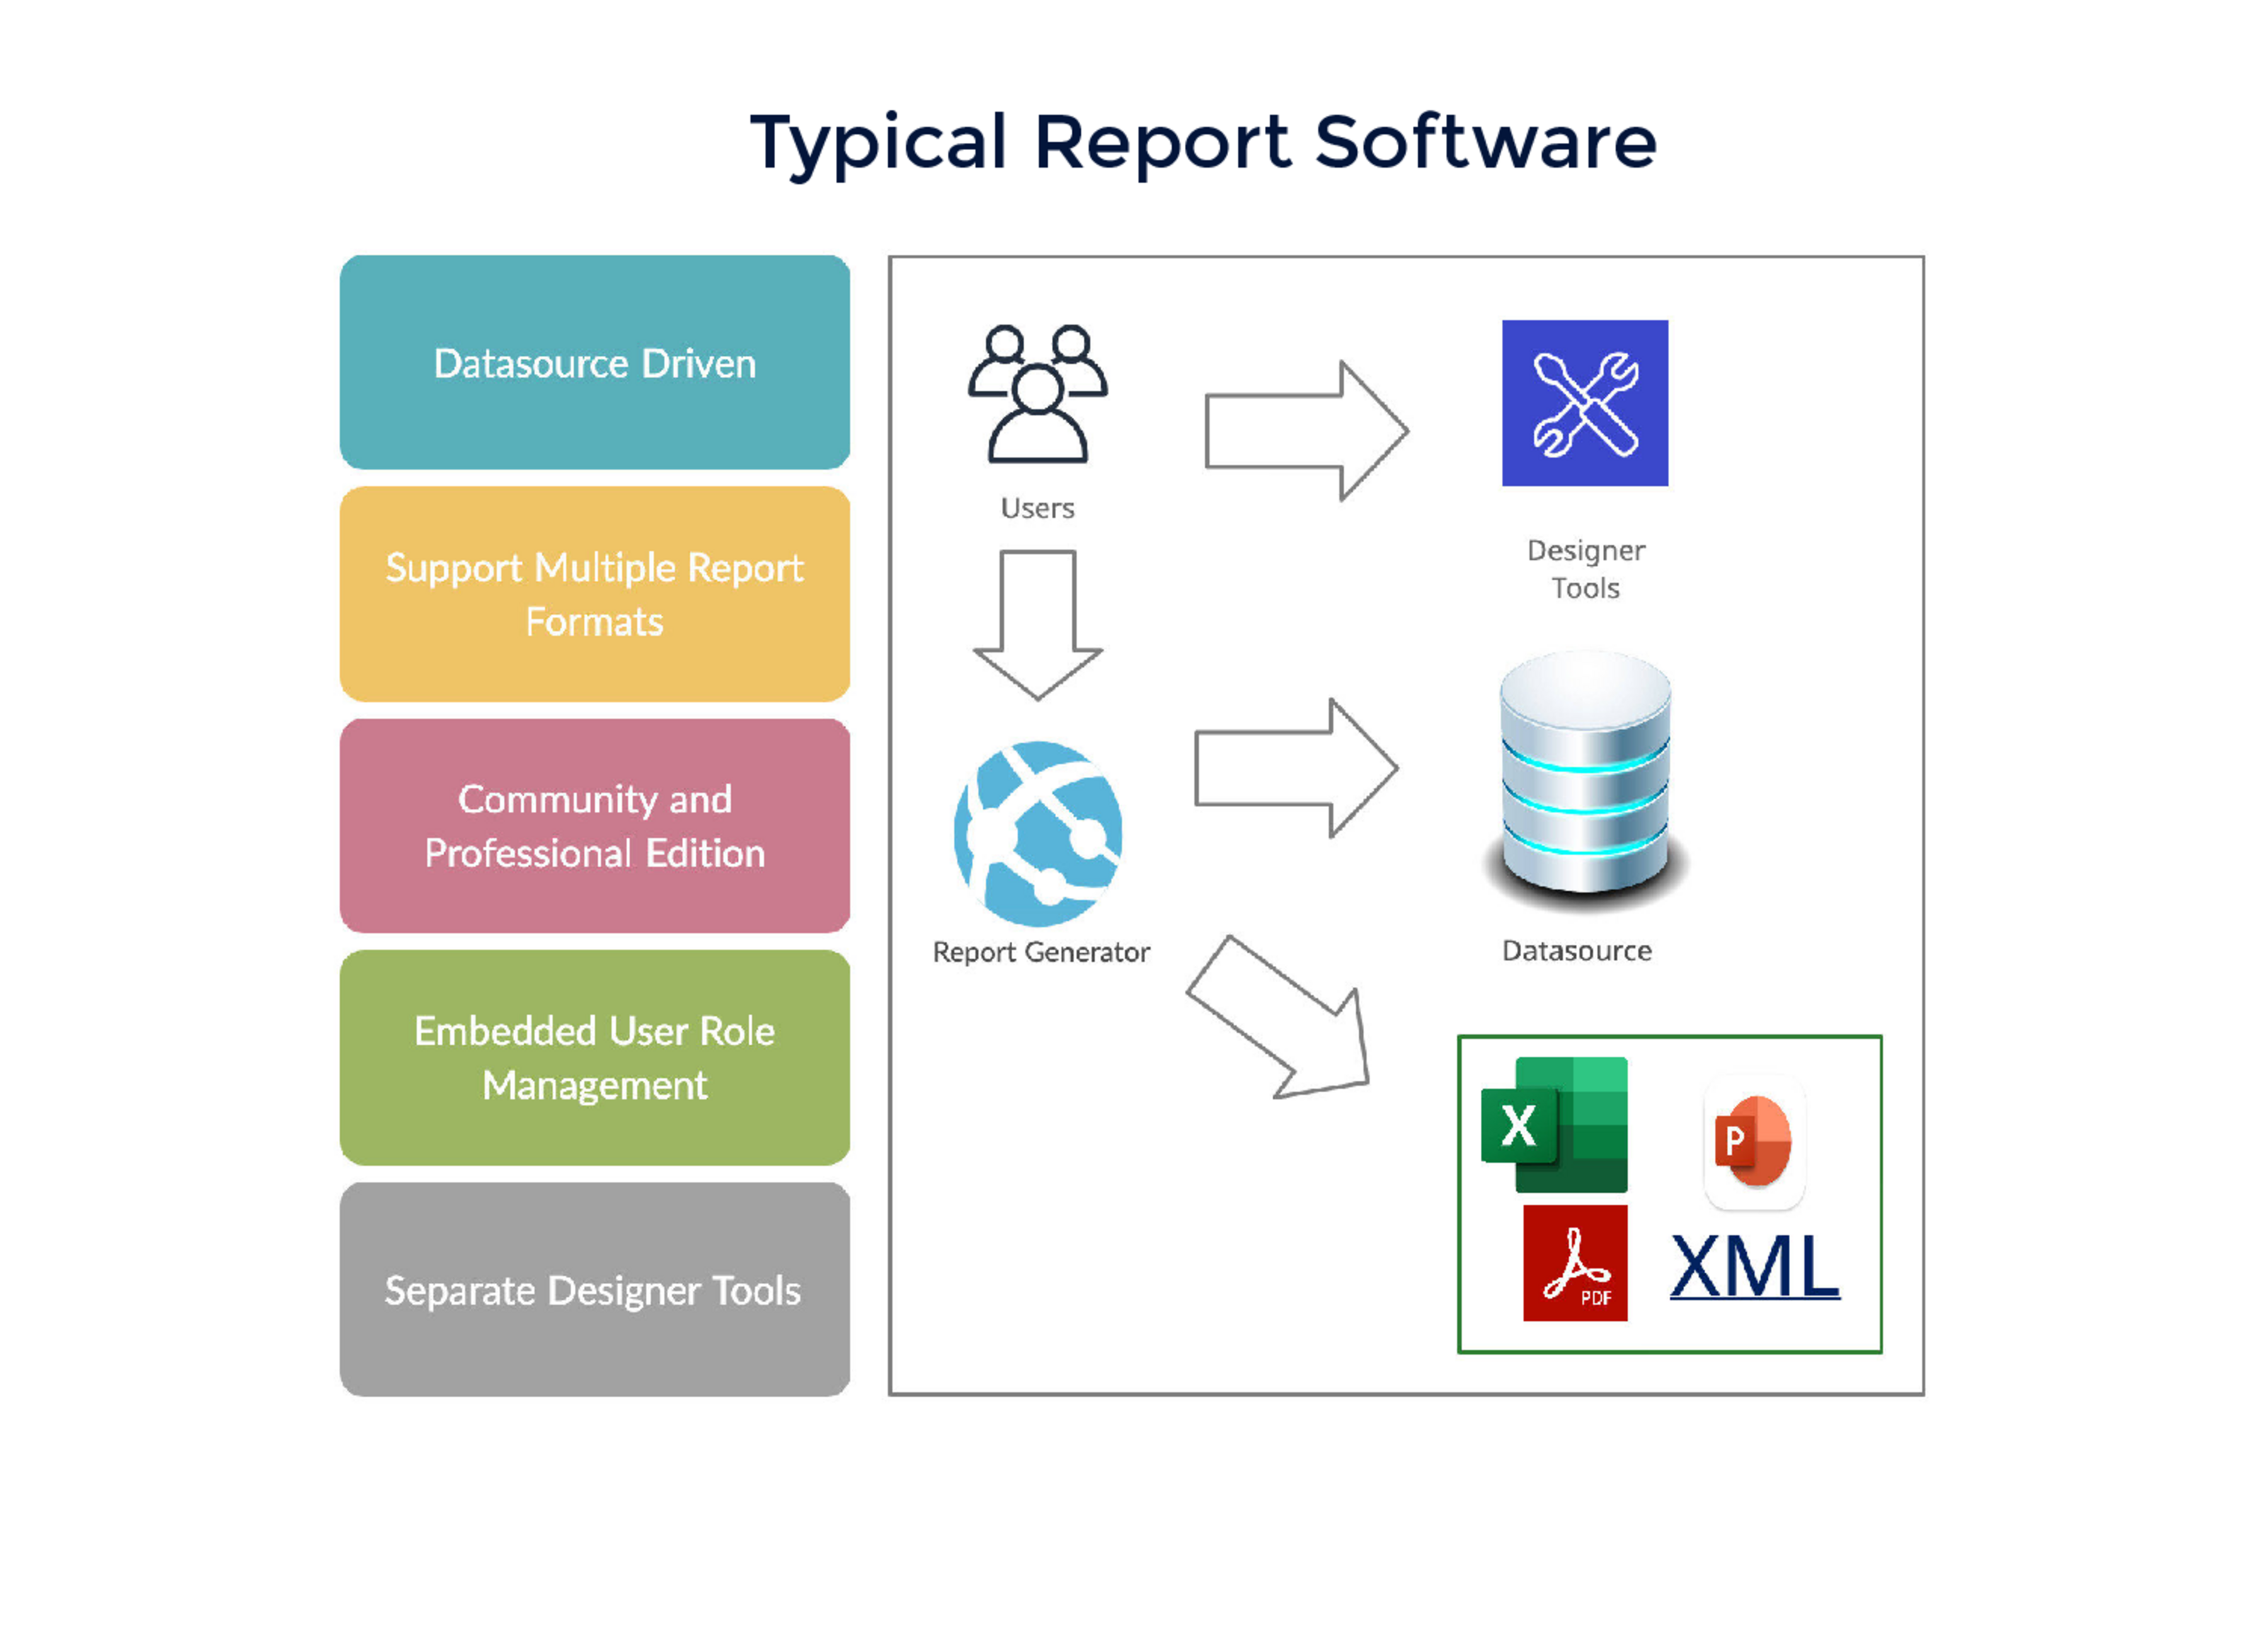 Typical Report Software
Datasource Driven
Support Multiple Report
Formats
Community and
Professional Edition
Embedded User Role
Management
Separate Designer Tools
Users
Designer
Tools
Report Generator
Datasource
X
P
PDF
XML